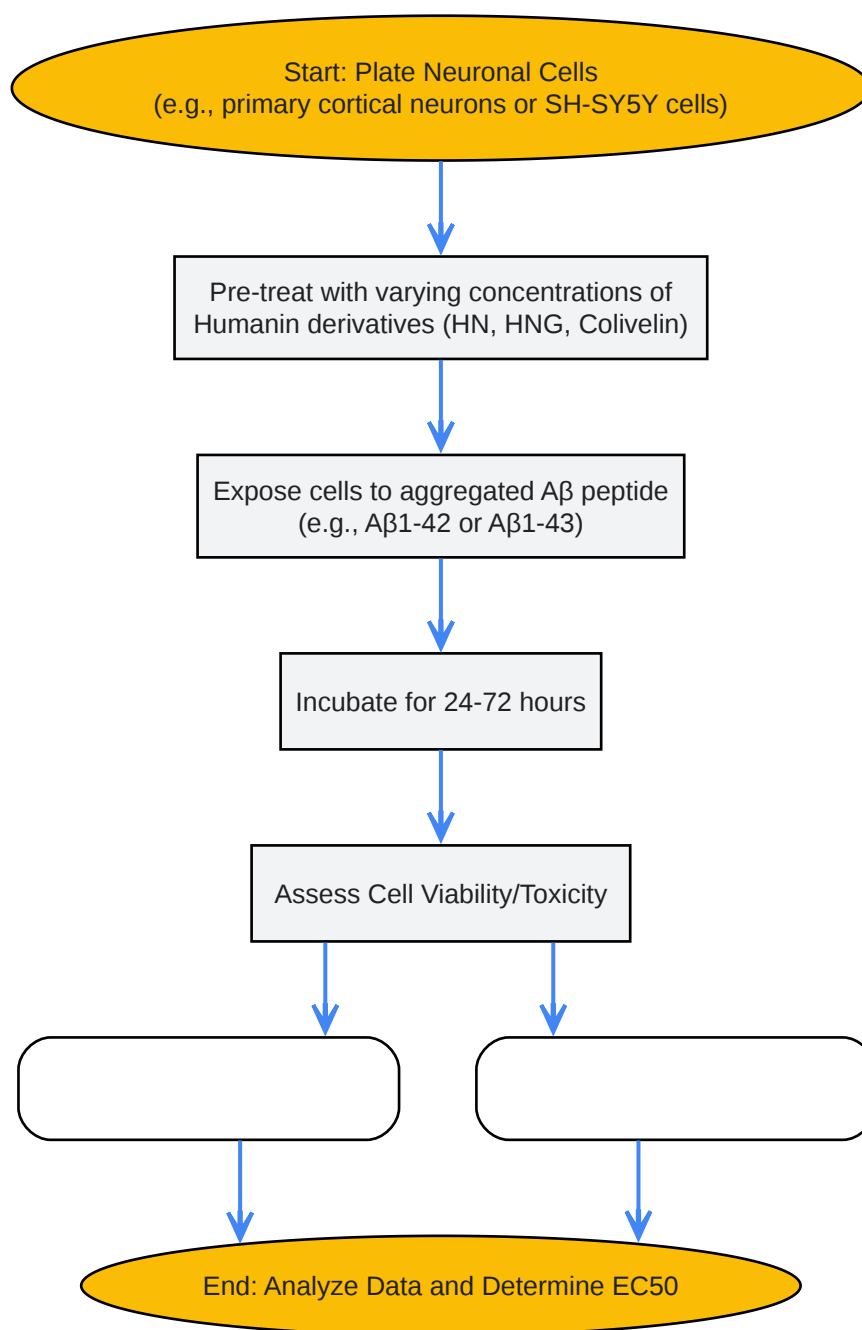 Start: Plate Neuronal Cells
(e.g., primary cortical neurons or SH-SY5Y cells)
Pre-treat with varying concentrations of
Humanin derivatives (HN, HNG, Colivelin)
Expose cells to aggregated Aβ peptide
(e.g., Aβ1-42 or Aβ1-43)
Incubate for 24-72 hours
Assess Cell Viability/Toxicity
End: Analyze Data and Determine EC50